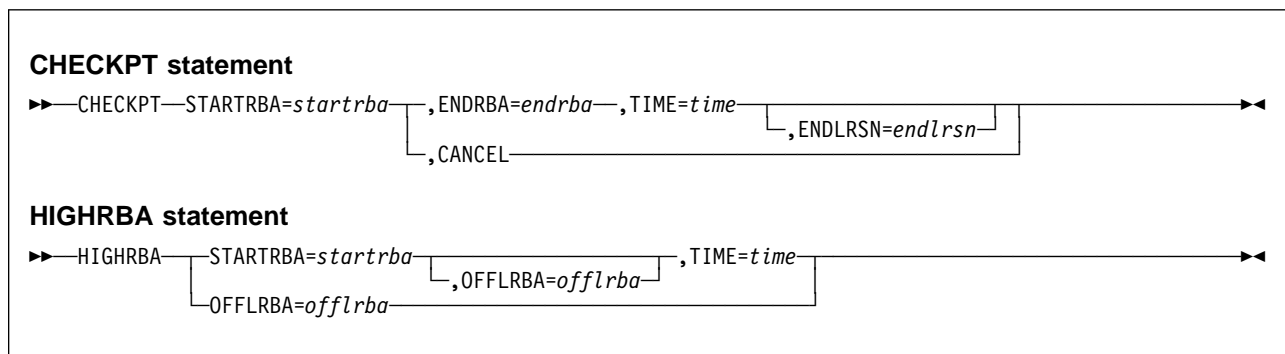 CHECKPT statement
CHECKPT STARTRBA=startrba ,ENDRBA=endrba ,TIME=time
,ENDLRSN=endlrsn
,CANCEL
HIGHRBA statement
HIGHRBA STARTRBA=startrba ,TIME=time
,OFFLRBA=offlrba
OFFLRBA=offlrba